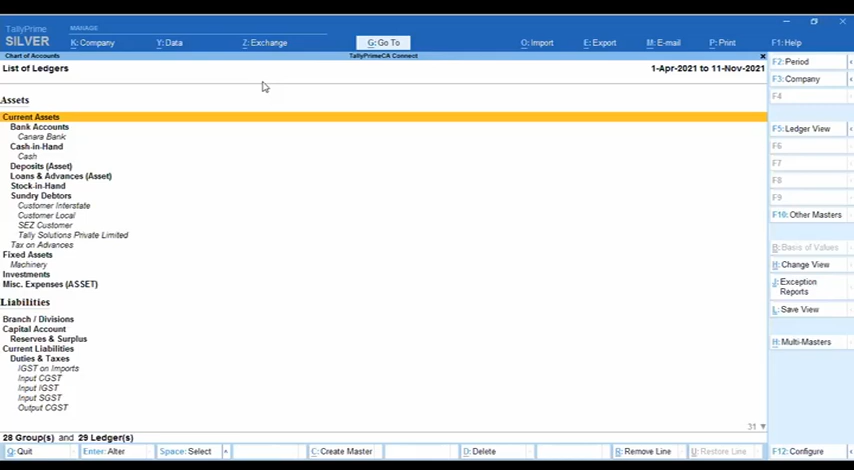 TallyPrime
SILVER
MANAGE
K: Company
Y: Data
Z: Exchange
G: Go To
O: Import
E: Export
M: E-mail
P: Print
F1: Help
Chart of Accounts
TallyPrimeCA Connect
List of Ledgers
1-Apr-2021 to 11-Nov-2021
Assets
Current Assets
Bank Accounts
Canara Bank
Cash-in-Hand
Cash
Deposits (Asset)
Loans & Advances (Asset)
Stock-in-Hand
Sundry Debtors
Customer Interstate
Customer Local
SEZ Customer
Tally Solutions Private Limited
Tax on Advances
Fixed Assets
Machinery
Investments
Misc. Expenses (ASSET)
Liabilities
Branch / Divisions
Capital Account
Reserves & Surplus
Current Liabilities
Duties & Taxes
IGST on Imports
Input CGST
Input IGST
Input SGST
Output CGST
31
28 Group(s) and 29 Ledger(s)
F2: Period
F3: Company
F4
F5: Ledger View
F6
F7
F8
F9
F10: Other Masters
B: Basis of Values
H: Change View
J: Exception
Reports
L: Save View
H: Multi-Masters
Q: Quit
Enter: Alter
Space: Select
C: Create Master
D: Delete
R: Remove Line
U: Restore Line
F12: Configure